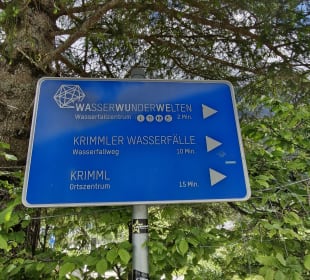 WASSERWUNDERWELTEN
Wasserfallzentrum 2 Min.
KRIMMLER WASSERFÄLLE
Wasserfallweg 10 Min.
KRIMML
Ortszentrum 15 Min.